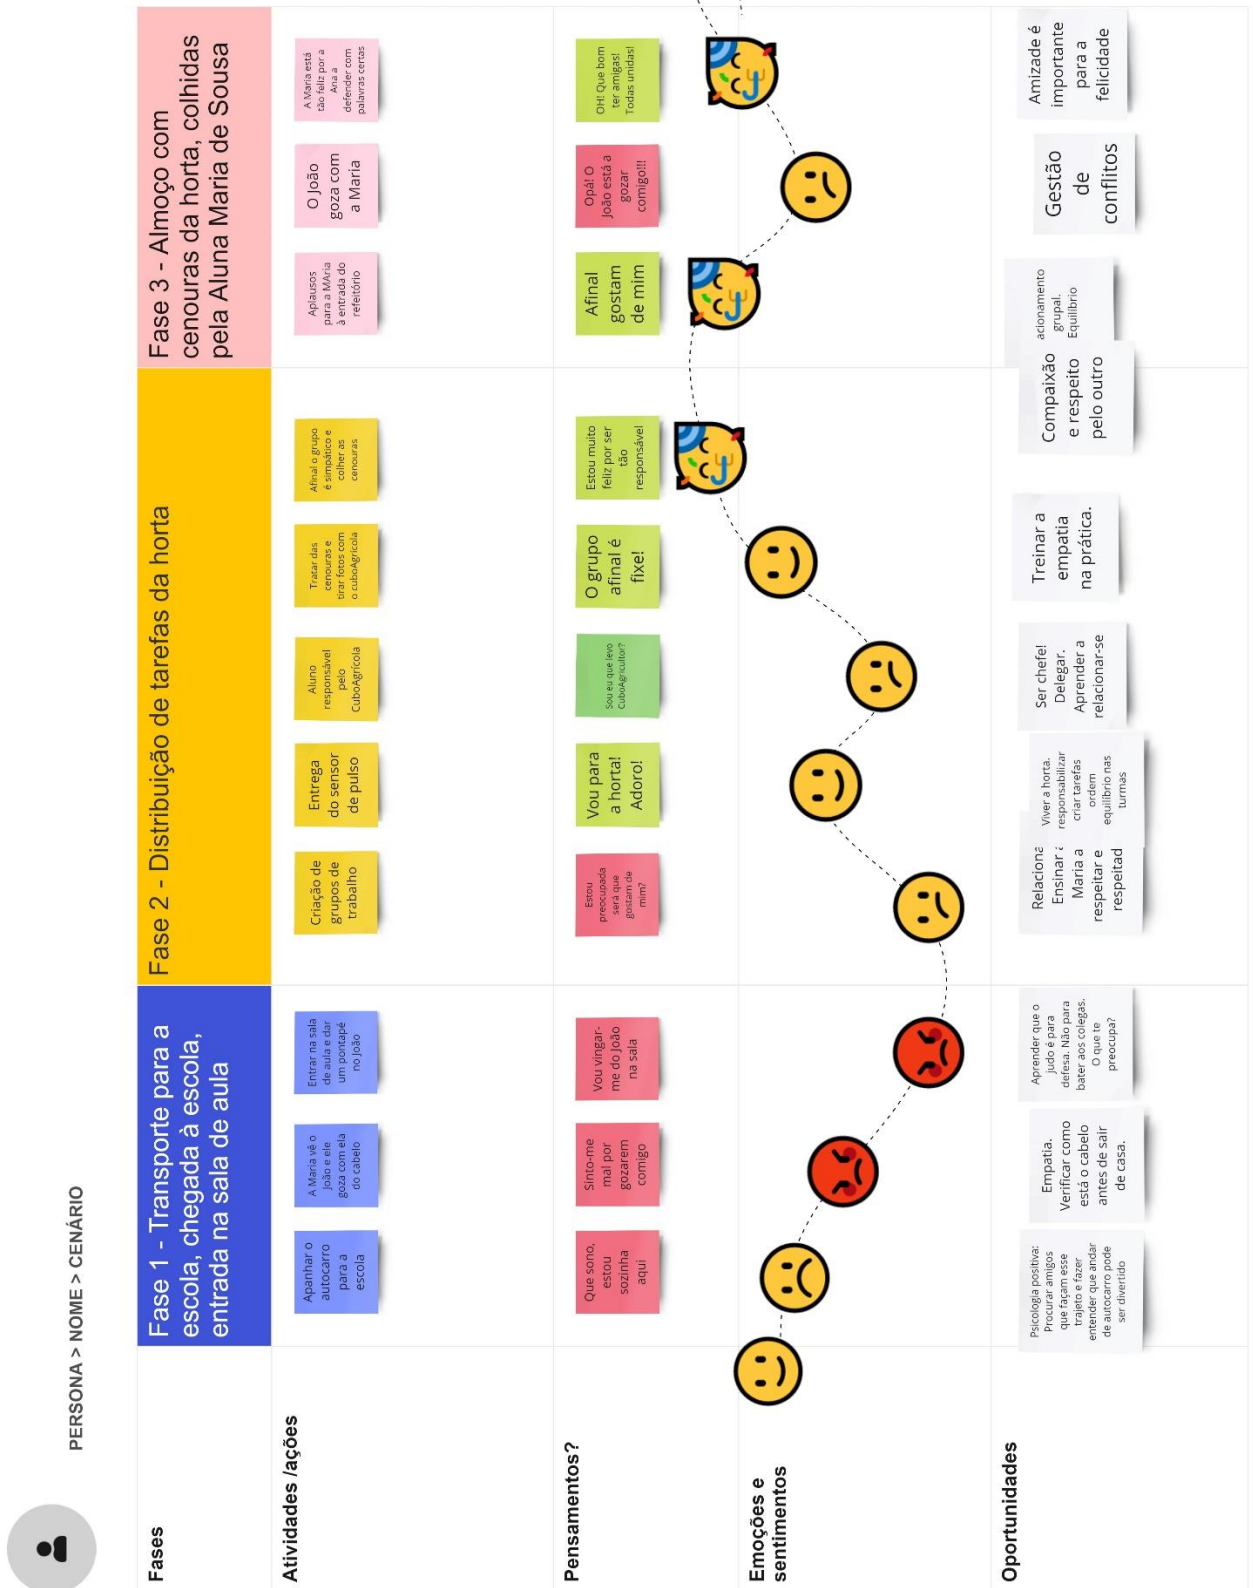 PERSONA > NOME > CENÁRIO
Fases
Fase 1 - Transporte para a
escola, chegada à escola,
entrada na sala de aula
Fase 2 - Distribuição de tarefas da horta
Fase 3 - Almoço com
cenouras da horta, colhidas
pela Aluna Maria de Sousa
Atividades /ações
Apanhar o
autocarro
para a
escola
A Maria vê o
João e ele
goza com ela
do cabelo
Entrar na sala
de aula e dar
um pontapé
no João
Criação de
grupos de
trabalho
Entrega
do sensor
de pulso
Aluno
responsável
pelo
CuboAgrícola
Tratar das
cenouras e
tirar fotos com
o cuboAgrícola
Afinal o grupo
é simpático e
colher as
cenouras
Aplausos
para a MAria
à entrada do
refeitório
O João
goza com
a Maria
A Maria está
tão feliz por a
Ana a
defender com
palavras certas
Pensamentos?
Que sono,
estou
sozinha
aqui
Sinto-me
mal por
gozarem
comigo
Vou vingar-
me do João
na sala
Estou
preocupada
será que
gostam de
mim?
Vou para
a horta!
Adoro!
Sou eu que levo
CuboAgricultor?
O grupo
afinal é
fixe!
Estou muito
feliz por ser
tão
responsável
Afinal
gostam
de mim
Opá! O
João está a
gozar
comigo!!!
OH! Que bom
ter amigas!
Todas unidas!
Emoções e
sentimentos
Oportunidades
Psicologia positiva:
Procurar amigos
que façam esse
trajeto e fazer
entender que andar
de autocarro pode
ser divertido
Empatia.
Verificar como
está o cabelo
antes de sair
de casa.
Aprender que o
judo é para
defesa. Não para
bater aos colegas.
O que te
preocupa?
Relaciona
Ensinar a
Maria a
respeitar e
respeitad
Viver a horta.
responsabilizar
criar tarefas
ordem
equilibrio nas
turmas
Ser chefe!
Delegar.
Aprender a
relacionar-se
Treinar a
empatia
na prática.
Compaixão
e respeito
pelo outro
acionamento
grupal.
Equilibrio
Gestão
de
conflitos
Amizade é
importante
para a
felicidade